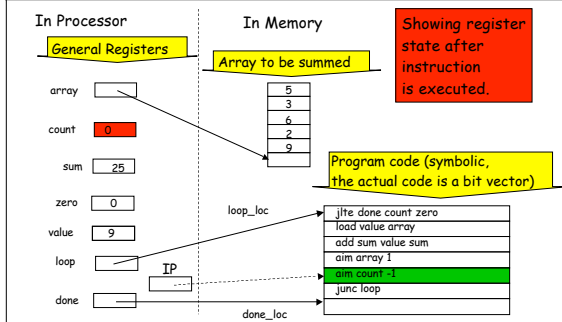 In Processor
In Memory
Showing register
state after
instruction
is executed.
General Registers
Array to be summed
array
count
0
sum
25
zero
0
value
9
loop
IP
done
5
3
6
2
9
Program code (symbolic,
the actual code is a bit vector)
loop_loc
jlte done count zero
load value array
add sum value sum
aim array 1
aim count -1
junc loop
done_loc